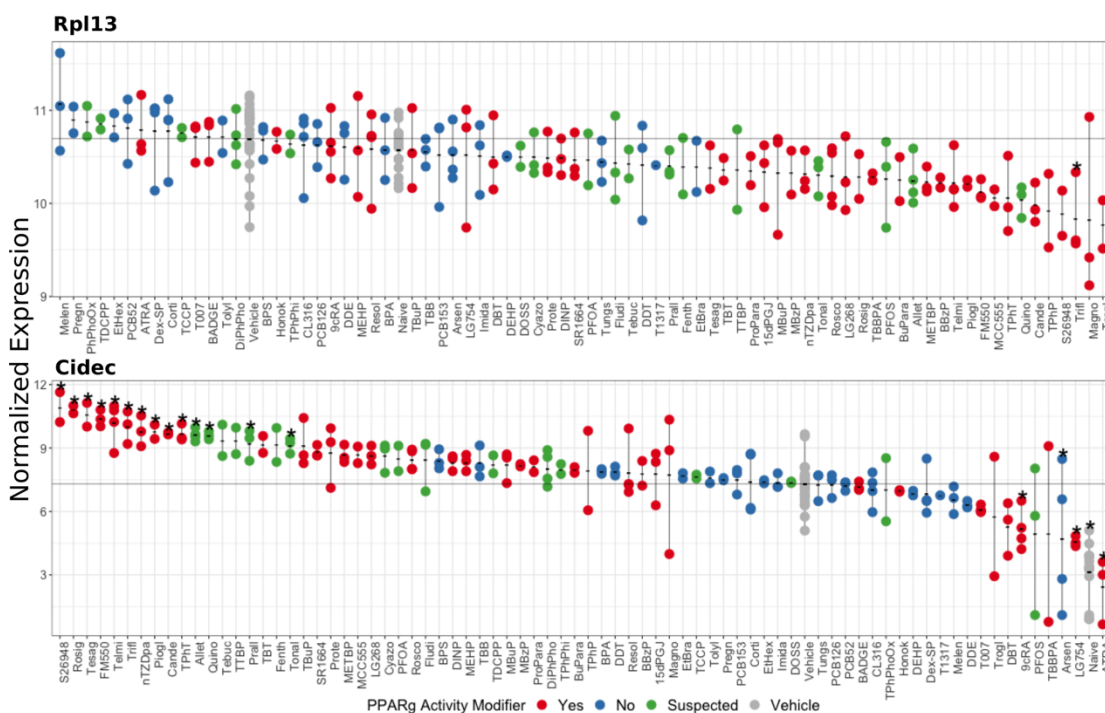 Rpl13
11
10
9
Normalized Expression
Melen
Pregn
PhPhoOx
TDCPP
EtHex
PCB52
ATRA
Dex-SP
Corti
TCCP
T007
BADGE
Tolyl
DiPhPho
Vehicle
BPS
Honok
TPhPhi
CL316
PCB126
9cRA
DDE
MEHP
Resol
BPA
Naive
TBuP
TBB
PCB153
Arsen
LG754
Imida
DBT
DEHP
DOSS
Cyazo
Prote
DINP
SR1664
PFOA
Tungs
Fludi
Tebuc
DDT
T1317
Prall
Fenth
EtBra
Tesag
TBT
TTBP
ProPara
15dPGJ
MBuP
MBzP
nTZDpa
Tonal
Rosco
LG268
Rosig
TBBPA
PFOS
BuPara
Allet
METBP
BBzP
Telmi
Piogl
FM550
MCC555
TPhT
Quino
Cande
TPhP
S26948
Trifl
Magno
*
Cidec
12
9
6
3
S26948
Rosig
Tesag
FM550
Telmi
Trifl
nTZDpa
Piogl
Cande
TPhT
Allet
Quino
Tebuc
TTBP
Prall
TBT
Fenth
Tonal
TBuP
SR1664
Prote
METBP
MCC555
LG268
Cyazo
PFOA
Rosco
Fludi
BPS
DINP
MEHP
TBB
TDCPP
MBuP
MBzP
ProPara
DiPhPho
TPhPhi
BuPara
TPhP
BPA
DDT
Resol
BBzP
15dPGJ
Magno
EtBra
TCCP
Tolyl
Pregn
PCB153
Corti
EtHex
Imida
DOSS
Vehicle
Tungs
PCB126
PCB52
BADGE
CL316
TPhPhoOx
Honok
DEHP
Dex-SP
T1317
Melen
DDE
T007
Trogl
DBT
9cRA
PFOS
TBBPA
Arsen
LG754
Naive
ATRA
* * * * * * * * * * * * * * * * * * *
PPARg Activity Modifier Yes No Suspected Vehicle